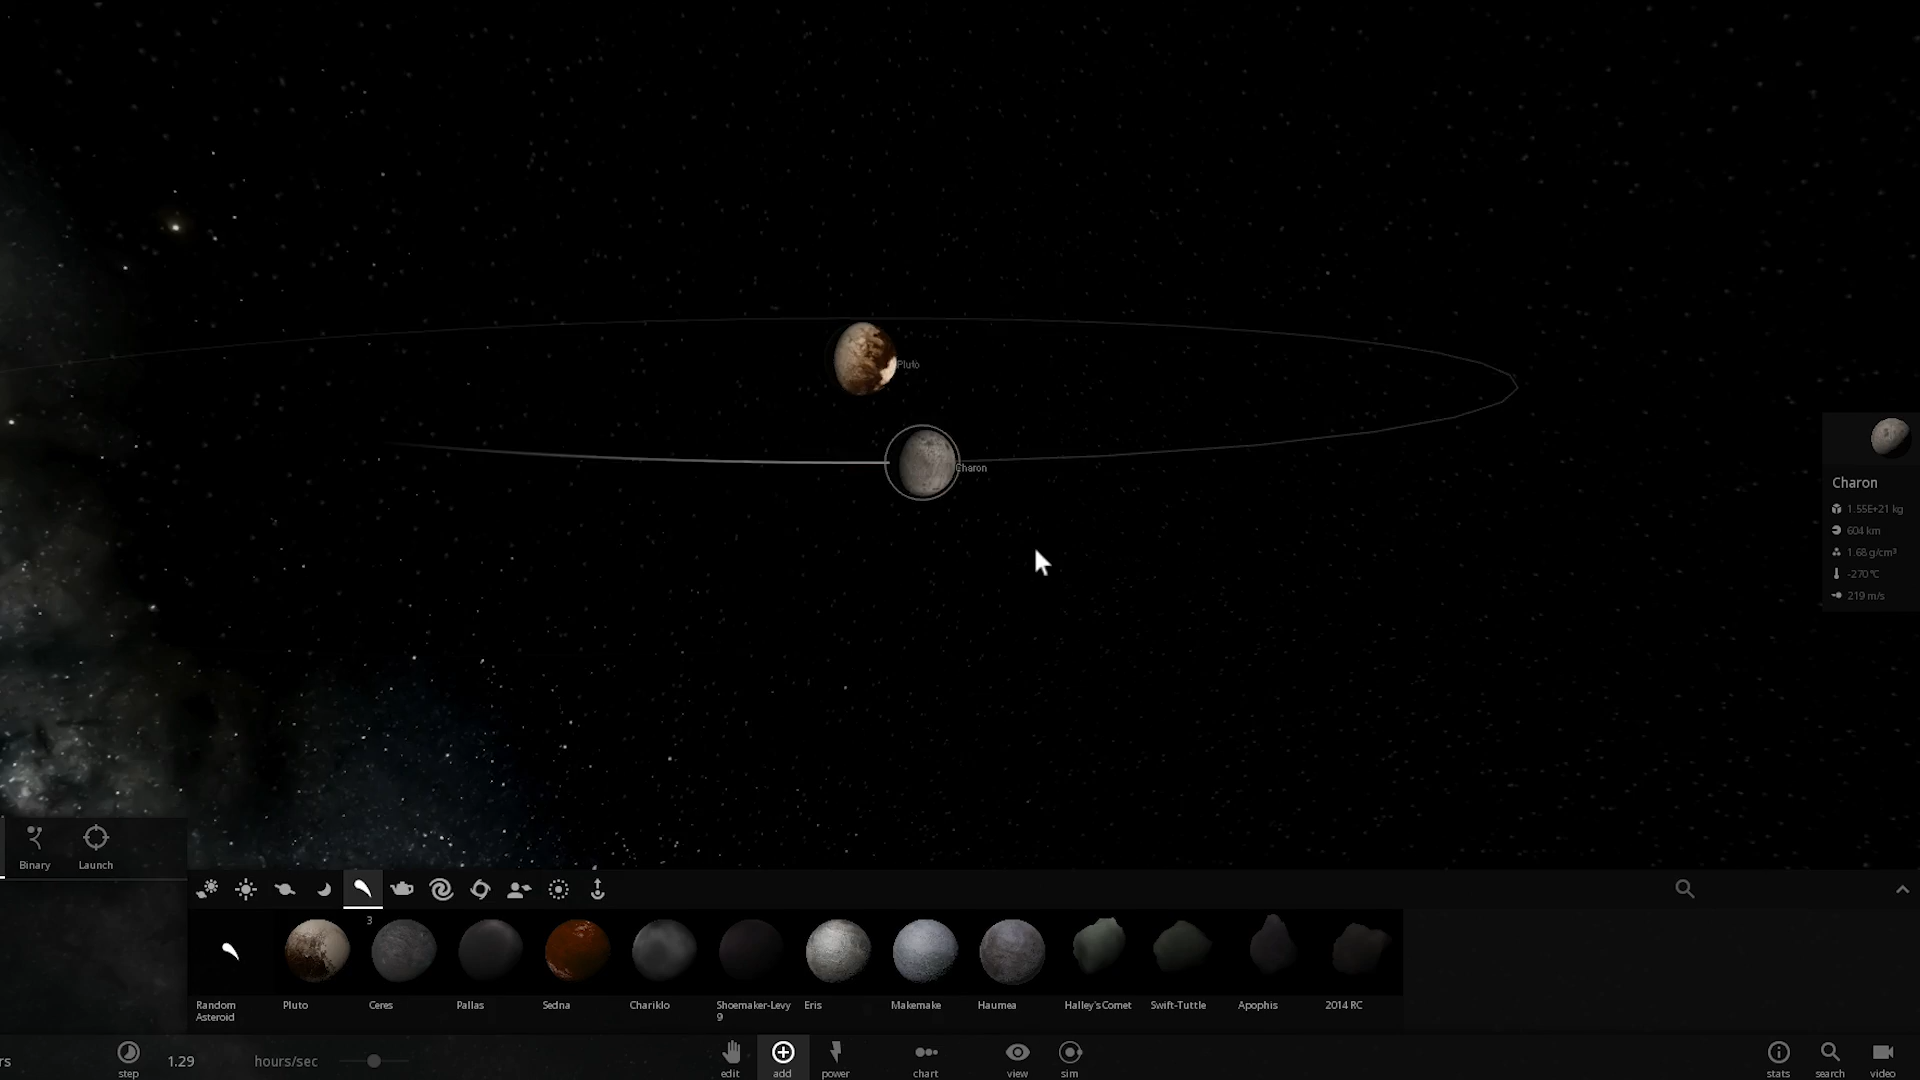 Pluto
Charon
Charon
1.55E+21 kg
604 km
1.68 g/cm³
-270 °C
219 m/s
Binary
Launch
3
Random
Asteroid
Pluto
Ceres
Pallas
Sedna
Chariklo
Shoemaker-Levy
9
Eris
Makemake
Haumea
Halley's Comet
Swift-Tuttle
Apophis
2014 RC
rs
step
1.29
hours/sec
edit
add
power
chart
view
sim
stats
search
video